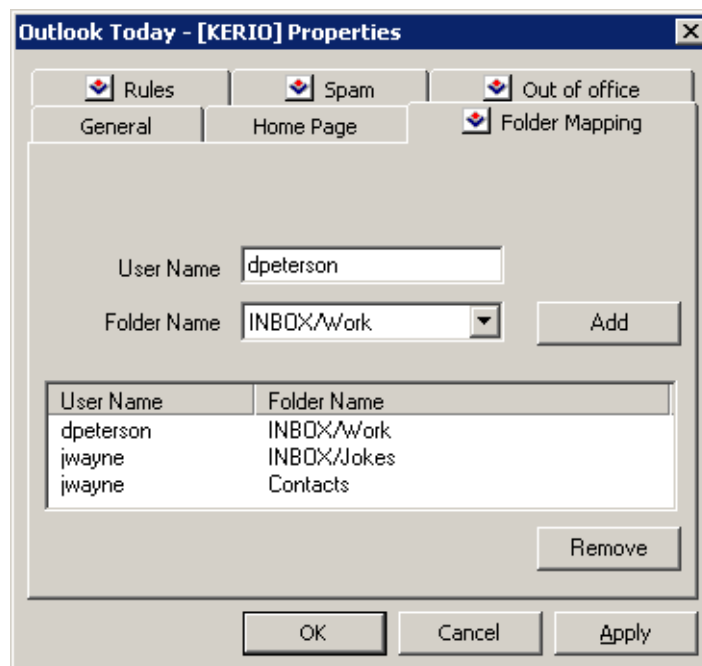 Outlook Today - [KERIO] Properties
Rules Spam Out of office
General Home Page Folder Mapping
User Name dpeterson
Folder Name INBOX/Work Add
User Name Folder Name
dpeterson INBOX/Work
jwayne INBOX/Jokes
jwayne Contacts
Remove
OK Cancel Apply